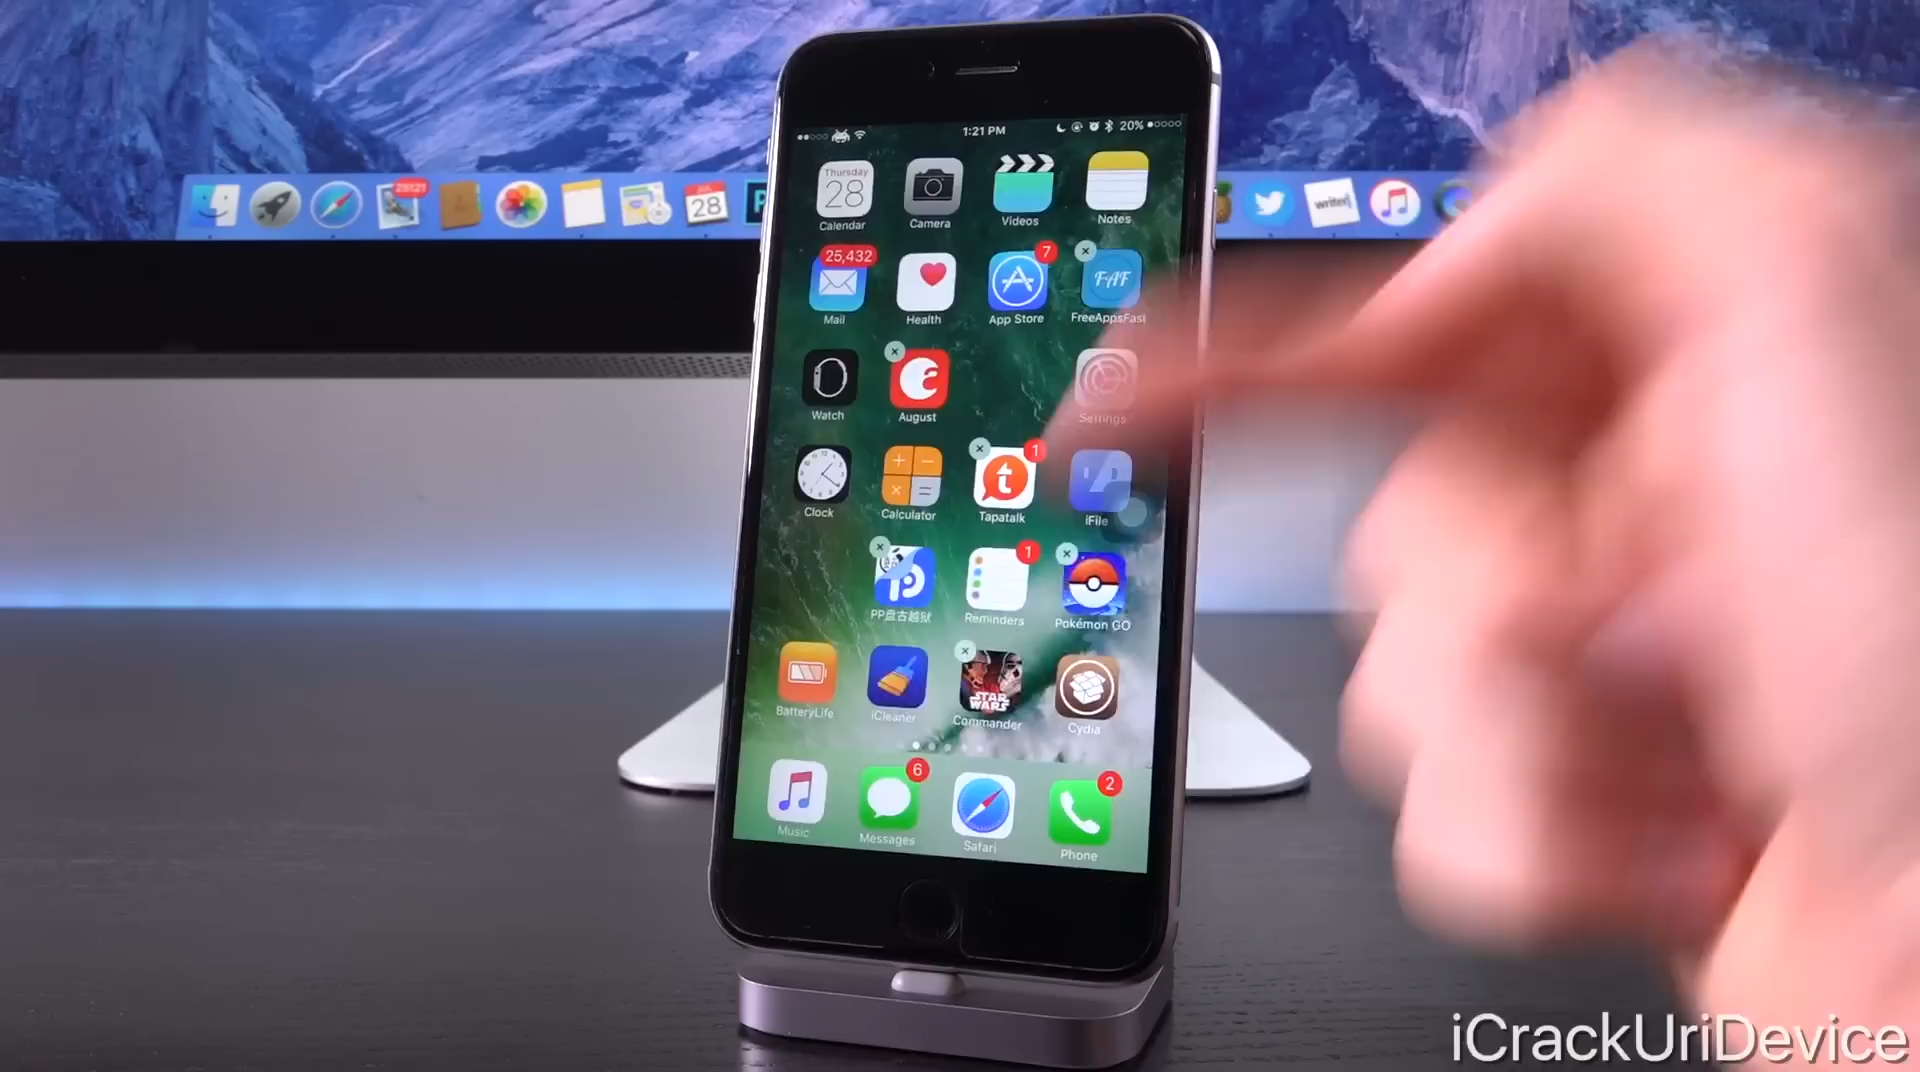 1:21 PM 20%
Thursday
28
Calendar Camera Videos Notes
25,432
7
FAF
Mail Health App Store FreeAppsFast
Watch August Settings
1
Clock Calculator Tapatalk iFile
1
PP盘古越狱 Reminders Pokémon GO
STAR
WARS
BatteryLife iCleaner Commander Cydia
6
2
Music Messages Safari Phone
JUL
28
writer
iCrackUriDevice